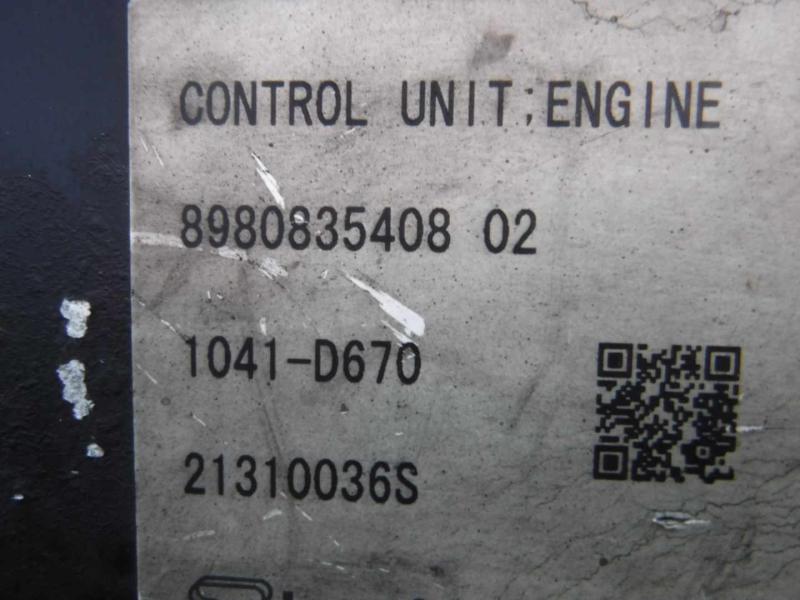 CONTROL UNIT;ENGINE
8980835408 02
1041-D670
21310036S